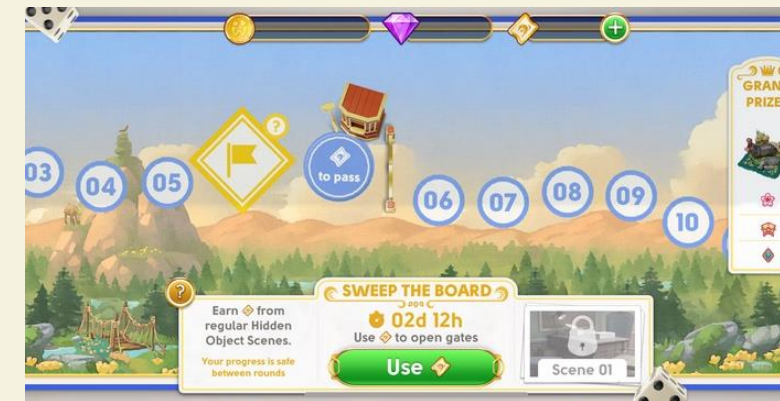 GRAN
PRIZE
03
04
05
?
to pass
06
07
08
09
10
?
SWEEP THE BOARD
02d 12h
Use to open gates
Use
Earn from
regular Hidden
Object Scenes.
Your progress is safe
between rounds
Scene 01